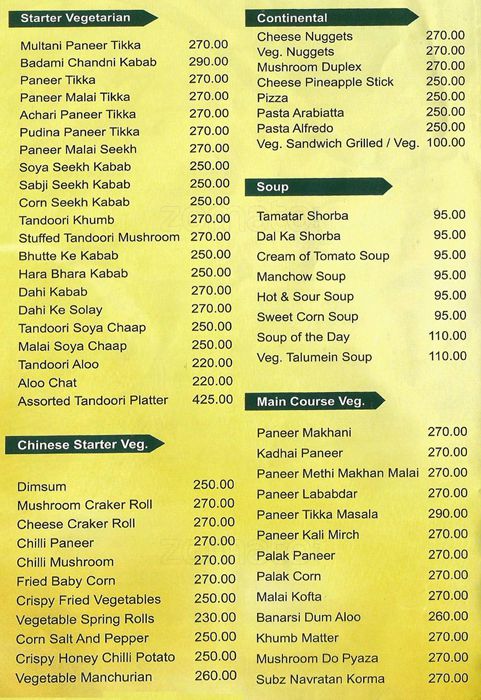 Starter Vegetarian
Multani Paneer Tikka 270.00
Badami Chandni Kabab 290.00
Paneer Tikka 270.00
Paneer Malai Tikka 270.00
Achari Paneer Tikka 270.00
Pudina Paneer Tikka 270.00
Paneer Malai Seekh 270.00
Soya Seekh Kabab 250.00
Sabji Seekh Kabab 250.00
Corn Seekh Kabab 250.00
Tandoori Khumb 270.00
Stuffed Tandoori Mushroom 270.00
Bhutte Ke Kabab 250.00
Hara Bhara Kabab 250.00
Dahi Kabab 270.00
Dahi Ke Solay 270.00
Tandoori Soya Chaap 250.00
Malai Soya Chaap 250.00
Tandoori Aloo 220.00
Aloo Chat 220.00
Assorted Tandoori Platter 425.00
Chinese Starter Veg.
Dimsum 250.00
Mushroom Craker Roll 270.00
Cheese Craker Roll 270.00
Chilli Paneer 270.00
Chilli Mushroom 270.00
Fried Baby Corn 270.00
Crispy Fried Vegetables 250.00
Vegetable Spring Rolls 230.00
Corn Salt And Pepper 250.00
Crispy Honey Chilli Potato 250.00
Vegetable Manchurian 260.00
Continental
Cheese Nuggets 270.00
Veg. Nuggets 270.00
Mushroom Duplex 270.00
Cheese Pineapple Stick 250.00
Pizza 250.00
Pasta Arabiatta 250.00
Pasta Alfredo 250.00
Veg. Sandwich Grilled / Veg. 100.00
Soup
Tamatar Shorba 95.00
Dal Ka Shorba 95.00
Cream of Tomato Soup 95.00
Manchow Soup 95.00
Hot & Sour Soup 95.00
Sweet Corn Soup 95.00
Soup of the Day 110.00
Veg. Talumein Soup 110.00
Main Course Veg.
Paneer Makhani 270.00
Kadhai Paneer 270.00
Paneer Methi Makhan Malai 270.00
Paneer Lababdar 270.00
Paneer Tikka Masala 290.00
Paneer Kali Mirch 270.00
Palak Paneer 270.00
Palak Corn 270.00
Malai Kofta 270.00
Banarsi Dum Aloo 260.00
Khumb Matter 270.00
Mushroom Do Pyaza 270.00
Subz Navratan Korma 270.00